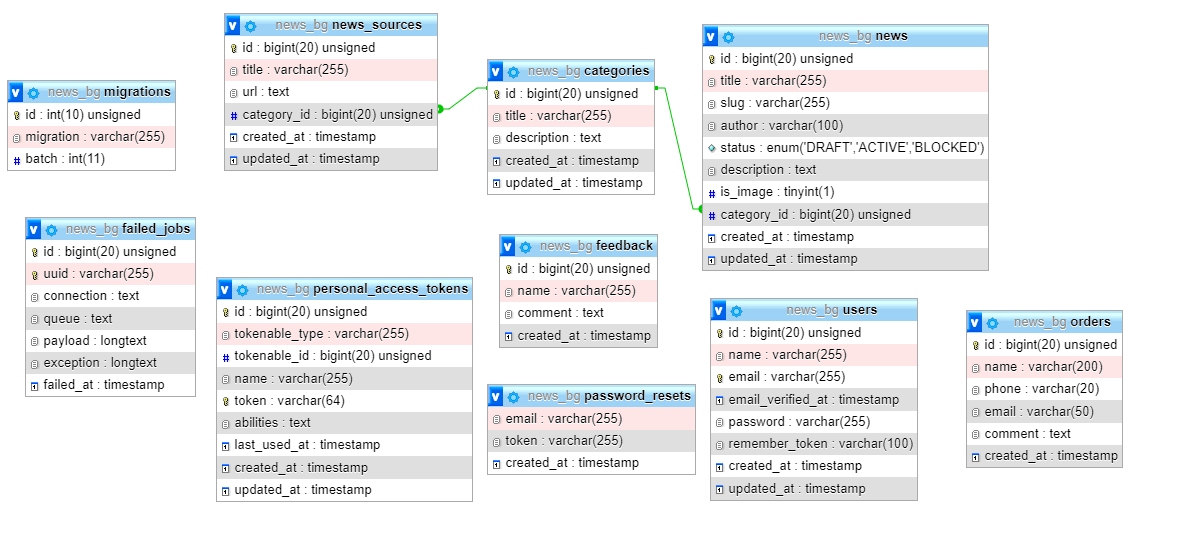 v news_bg news_sources
id : bigint(20) unsigned
title : varchar(255)
url : text
# category_id : bigint(20) unsigned
created_at : timestamp
updated_at : timestamp
v news_bg news
id : bigint(20) unsigned
title : varchar(255)
slug : varchar(255)
author : varchar(100)
status : enum('DRAFT','ACTIVE','BLOCKED')
description : text
# is_image : tinyint(1)
# category_id : bigint(20) unsigned
created_at : timestamp
updated_at : timestamp
v news_bg categories
id : bigint(20) unsigned
title : varchar(255)
description : text
created_at : timestamp
updated_at : timestamp
v news_bg migrations
id : int(10) unsigned
migration : varchar(255)
# batch : int(11)
v news_bg failed_jobs
id : bigint(20) unsigned
uuid : varchar(255)
connection : text
queue : text
payload : longtext
exception : longtext
failed_at : timestamp
v news_bg feedback
id : bigint(20) unsigned
name : varchar(255)
comment : text
created_at : timestamp
v news_bg personal_access_tokens
id : bigint(20) unsigned
tokenable_type : varchar(255)
# tokenable_id : bigint(20) unsigned
name : varchar(255)
token : varchar(64)
abilities : text
last_used_at : timestamp
created_at : timestamp
updated_at : timestamp
v news_bg users
id : bigint(20) unsigned
name : varchar(255)
email : varchar(255)
email_verified_at : timestamp
password : varchar(255)
remember_token : varchar(100)
created_at : timestamp
updated_at : timestamp
v news_bg orders
id : bigint(20) unsigned
name : varchar(200)
phone : varchar(20)
email : varchar(50)
comment : text
created_at : timestamp
v news_bg password_resets
email : varchar(255)
token : varchar(255)
created_at : timestamp